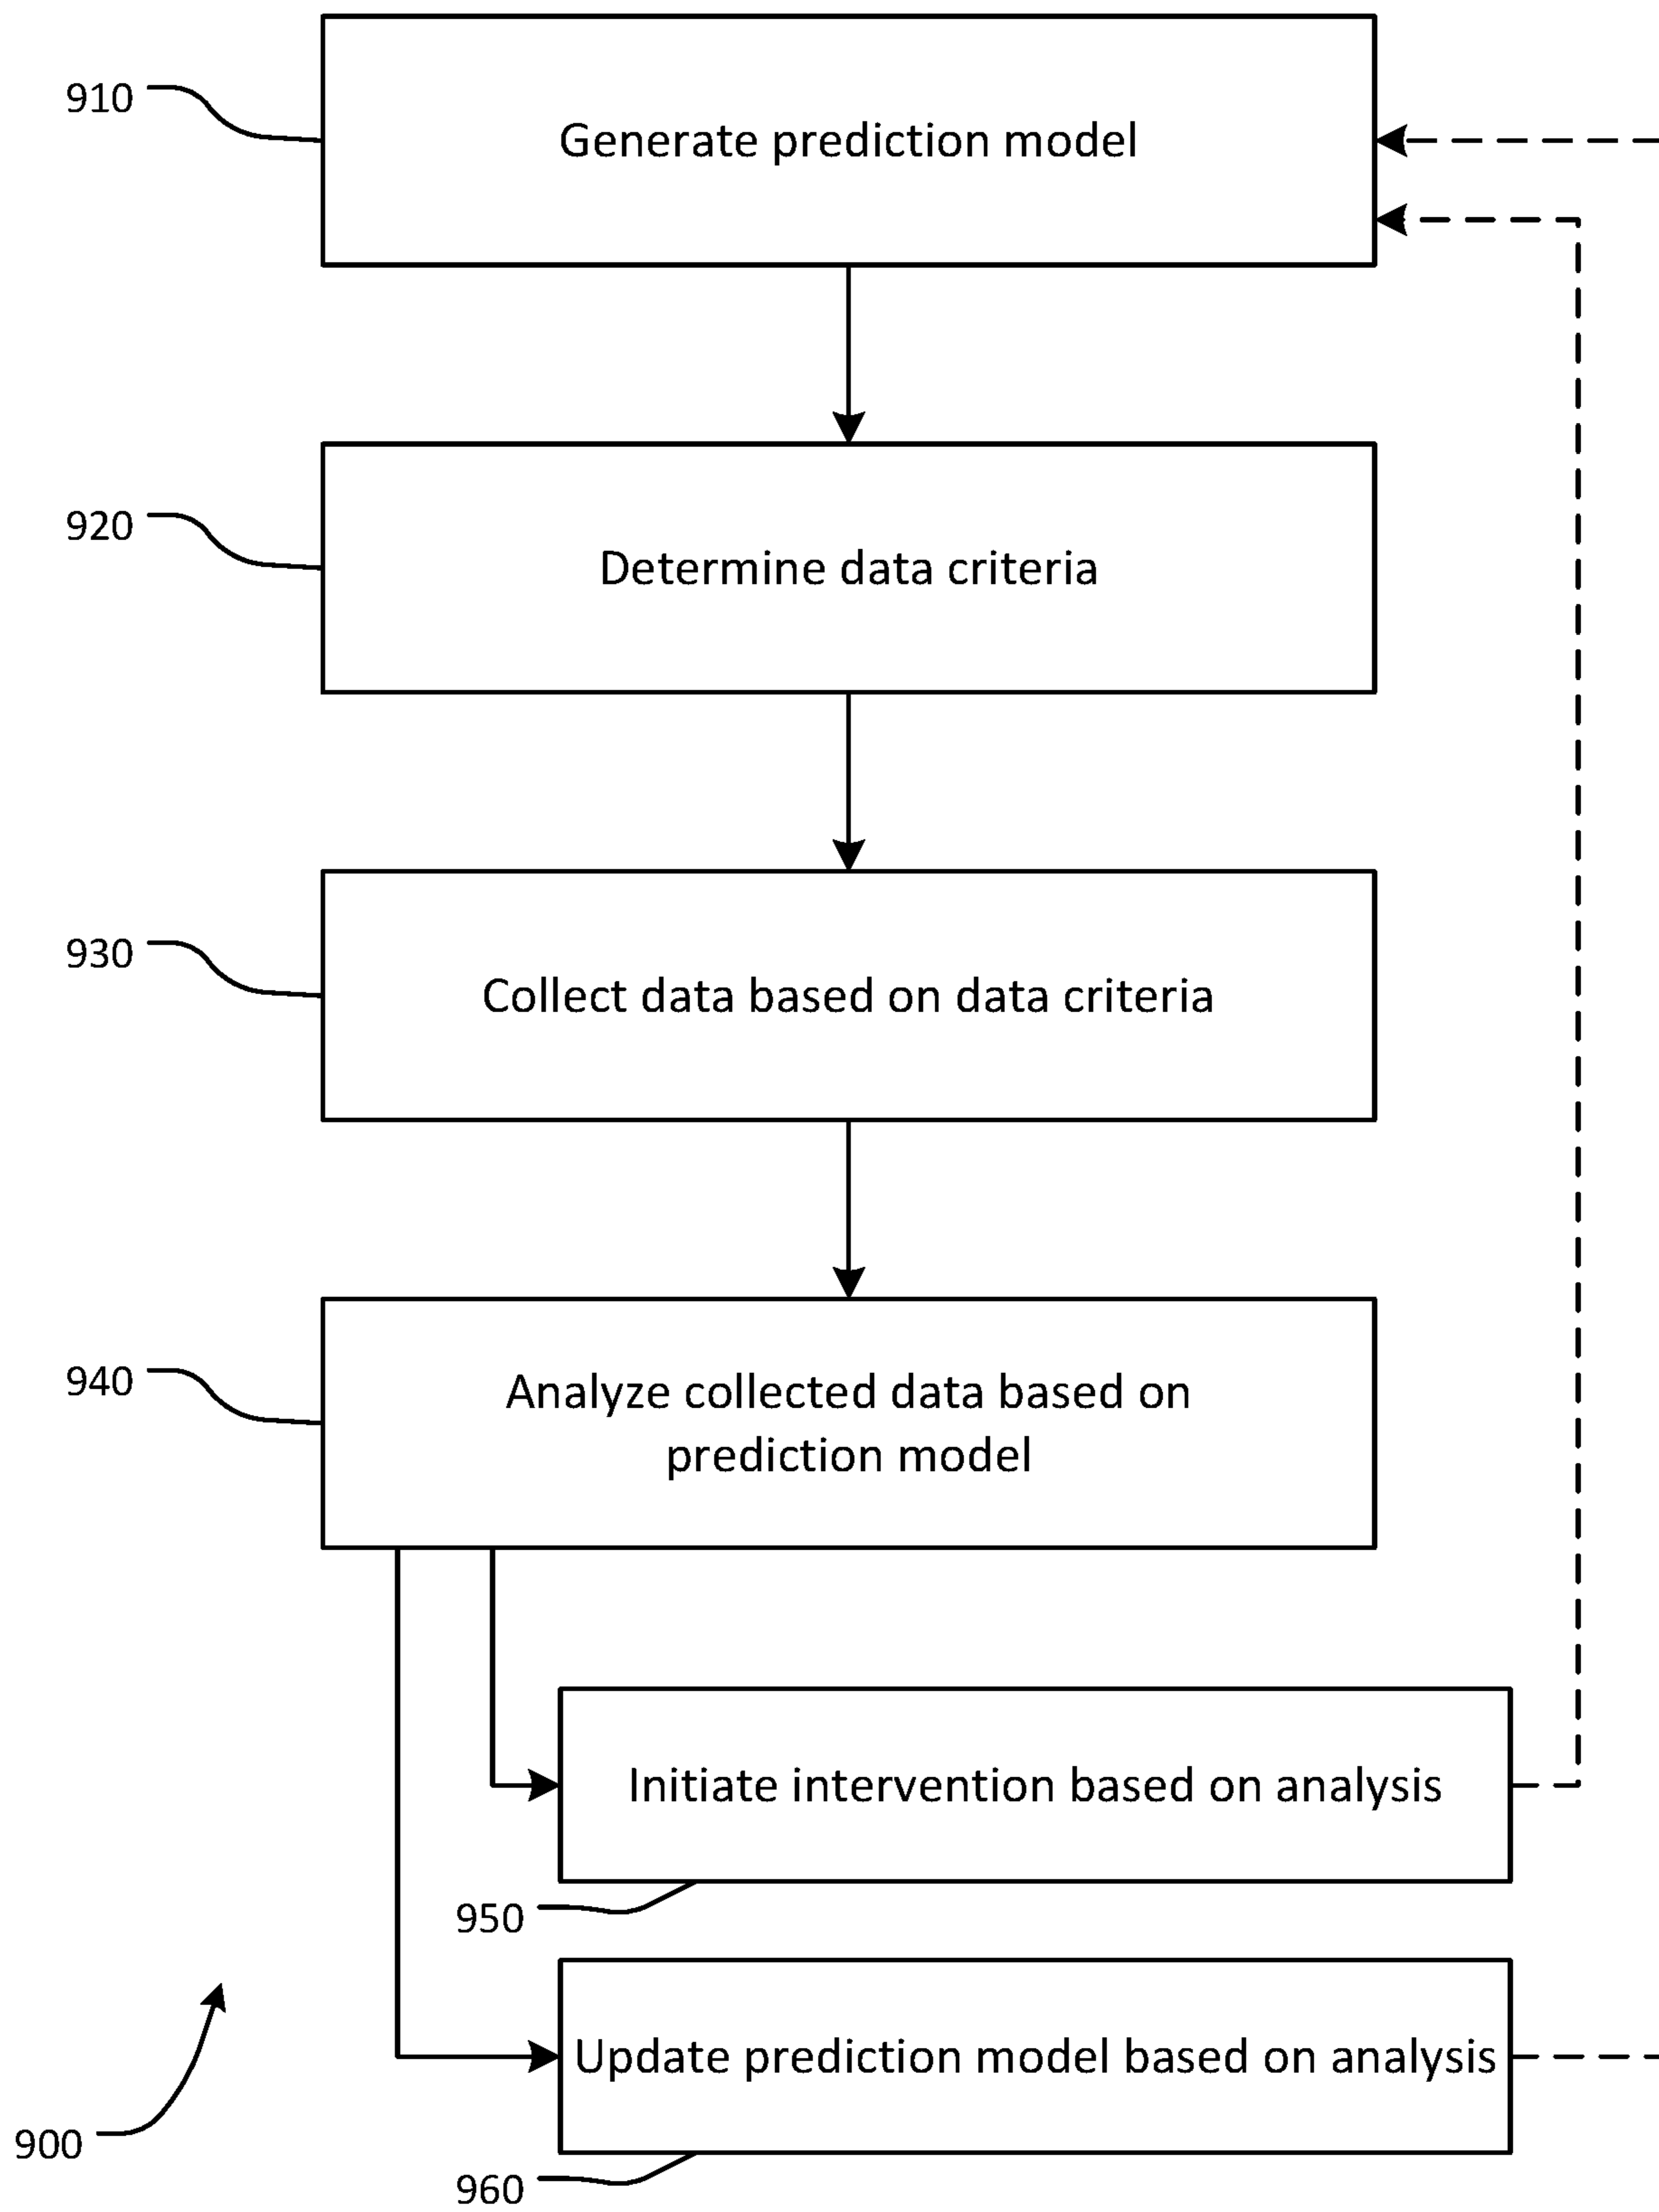 910
Generate prediction model
920
Determine data criteria
930
Collect data based on data criteria
940
Analyze collected data based on
prediction model
Initiate intervention based on analysis
950
Update prediction model based on analysis
900
960